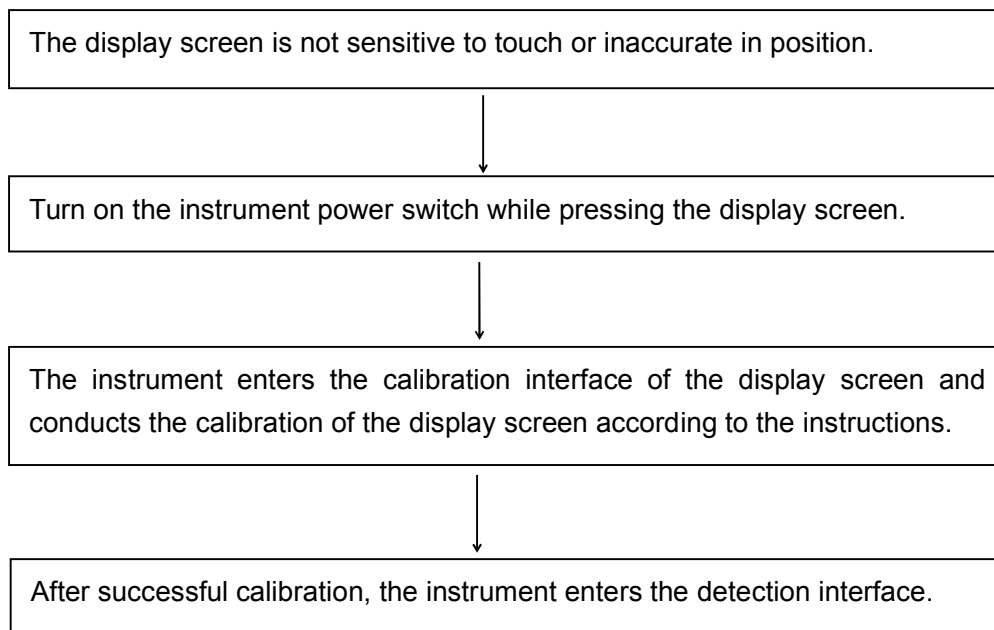 The display screen is not sensitive to touch or inaccurate in position.
Turn on the instrument power switch while pressing the display screen.
The instrument enters the calibration interface of the display screen and
conducts the calibration of the display screen according to the instructions.
After successful calibration, the instrument enters the detection interface.